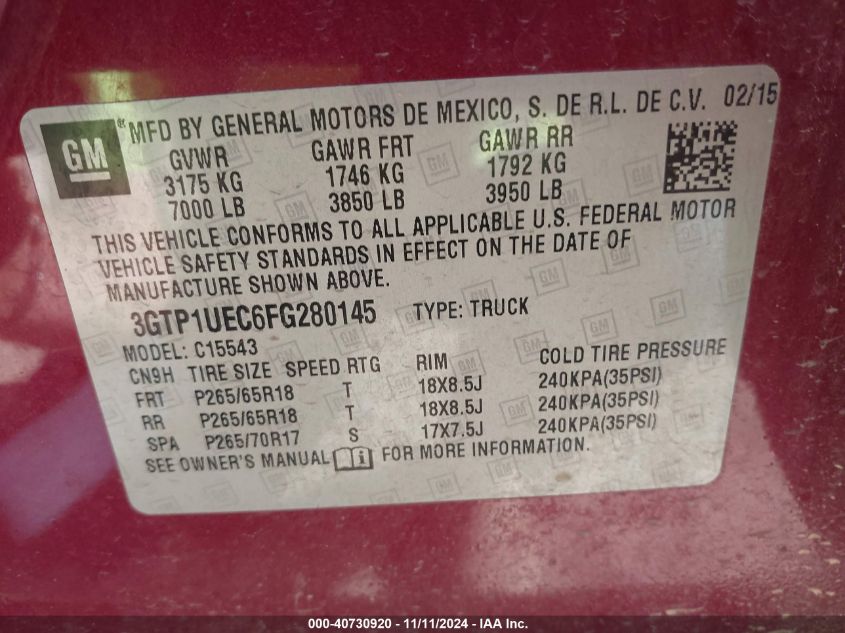 GM
® MFD BY GENERAL MOTORS DE MEXICO, S. DE R.L. DE C.V. 02/15
GVWR GAWR FRT GAWR RR
3175 KG 1746 KG 1792 KG
7000 LB 3850 LB 3950 LB
THIS VEHICLE CONFORMS TO ALL APPLICABLE U.S. FEDERAL MOTOR
VEHICLE SAFETY STANDARDS IN EFFECT ON THE DATE OF
MANUFACTURE SHOWN ABOVE.
3GTP1UEC6FG280145 TYPE: TRUCK
MODEL: C15543
CN9H TIRE SIZE SPEED RTG RIM COLD TIRE PRESSURE
FRT P265/65R18 T 18X8.5J 240KPA(35PSI)
RR P265/65R18 T 18X8.5J 240KPA(35PSI)
SPA P265/70R17 S 17X7.5J 240KPA(35PSI)
SEE OWNER'S MANUAL i FOR MORE INFORMATION.
000-40730920 - 11/11/2024 - IAA Inc.